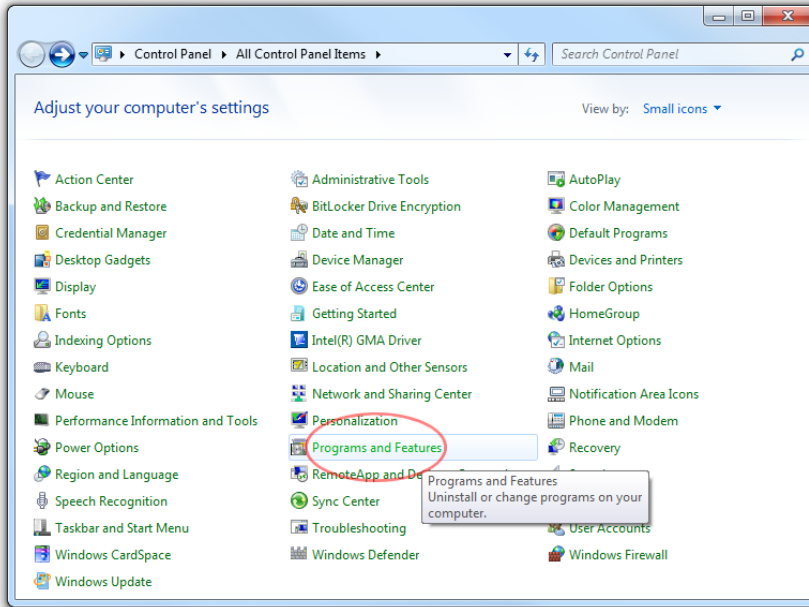 Control Panel All Control Panel Items
Search Control Panel
Adjust your computer's settings
View by: Small icons
Action Center
Administrative Tools
AutoPlay
Backup and Restore
BitLocker Drive Encryption
Color Management
Credential Manager
Date and Time
Default Programs
Desktop Gadgets
Device Manager
Devices and Printers
Display
Ease of Access Center
Folder Options
Fonts
Getting Started
HomeGroup
Indexing Options
Intel(R) GMA Driver
Internet Options
Keyboard
Location and Other Sensors
Mail
Mouse
Network and Sharing Center
Notification Area Icons
Performance Information and Tools
Personalization
Phone and Modem
Power Options
Programs and Features
Recovery
Region and Language
RemoteApp and
Programs and Features
Uninstall or change programs on your
computer.
Speech Recognition
Sync Center
Taskbar and Start Menu
Troubleshooting
User Accounts
Windows CardSpace
Windows Defender
Windows Firewall
Windows Update